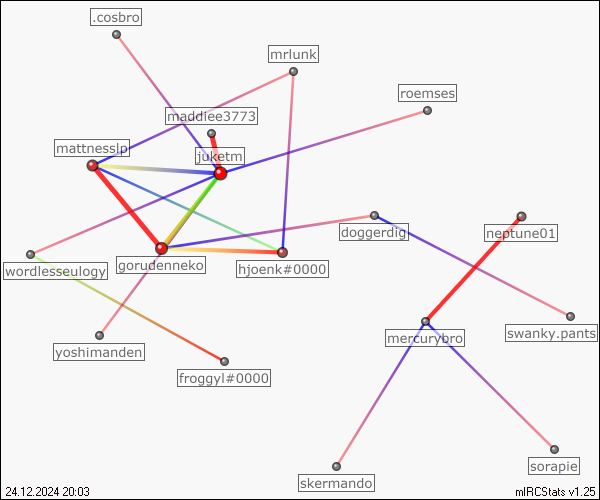 .cosbro
mrlunk
roemses
maddiee3773
mattnesslp
juketm
doggerdig
neptune01
wordlesseulogy
gorudenneko
hjoenk#0000
swanky.pants
mercurybro
yoshimanden
froggyl#0000
sorapie
skermando
24.12.2024 20:03
mIRCStats v1.25